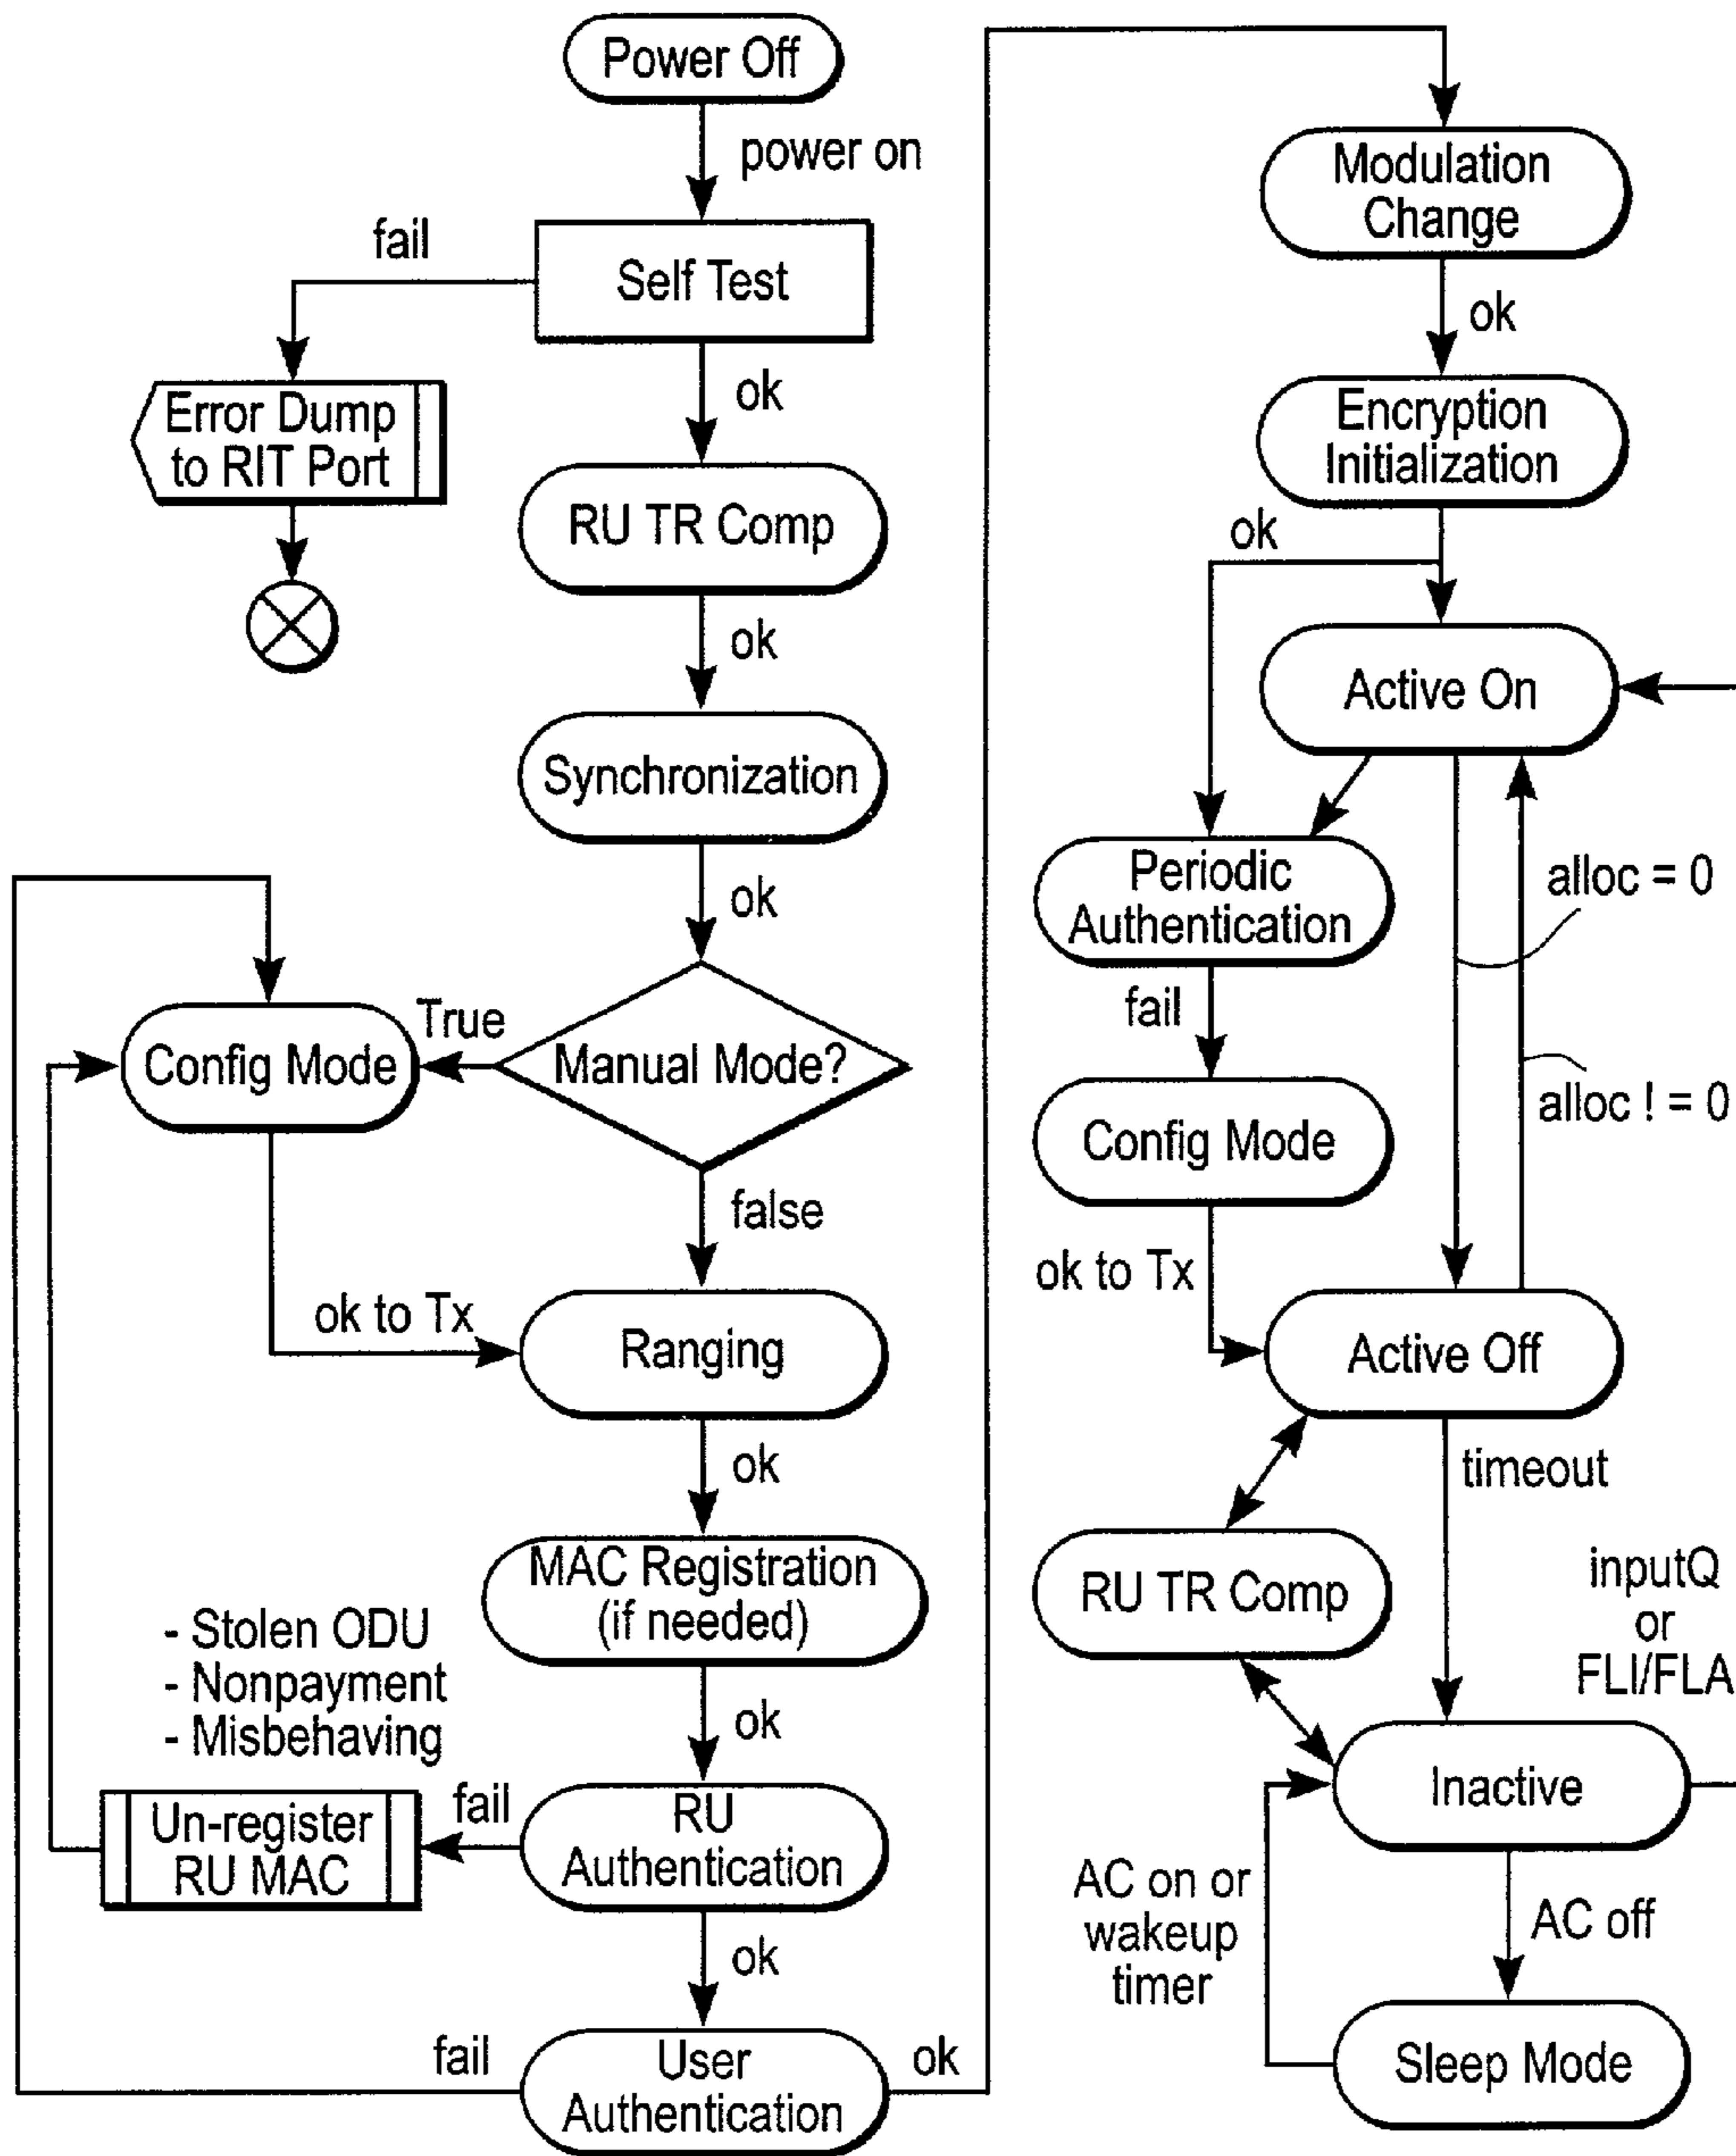 Power Off
power on
fail
Self Test
ok
Error Dump
to RIT Port
RU TR Comp
ok
Synchronization
ok
True
Config Mode
Manual Mode?
false
ok to Tx
Ranging
ok
MAC Registration
(if needed)
- Stolen ODU
- Nonpayment
- Misbehaving
ok
fail
Un-register
RU MAC
RU
Authentication
ok
fail
User
Authentication
ok
Modulation
Change
ok
Encryption
Initialization
ok
Active On
Periodic
Authentication
alloc = 0
fail
alloc ! = 0
Config Mode
ok to Tx
Active Off
timeout
RU TR Comp
inputQ
or
FLI/FLA
Inactive
AC on or
wakeup
timer
AC off
Sleep Mode